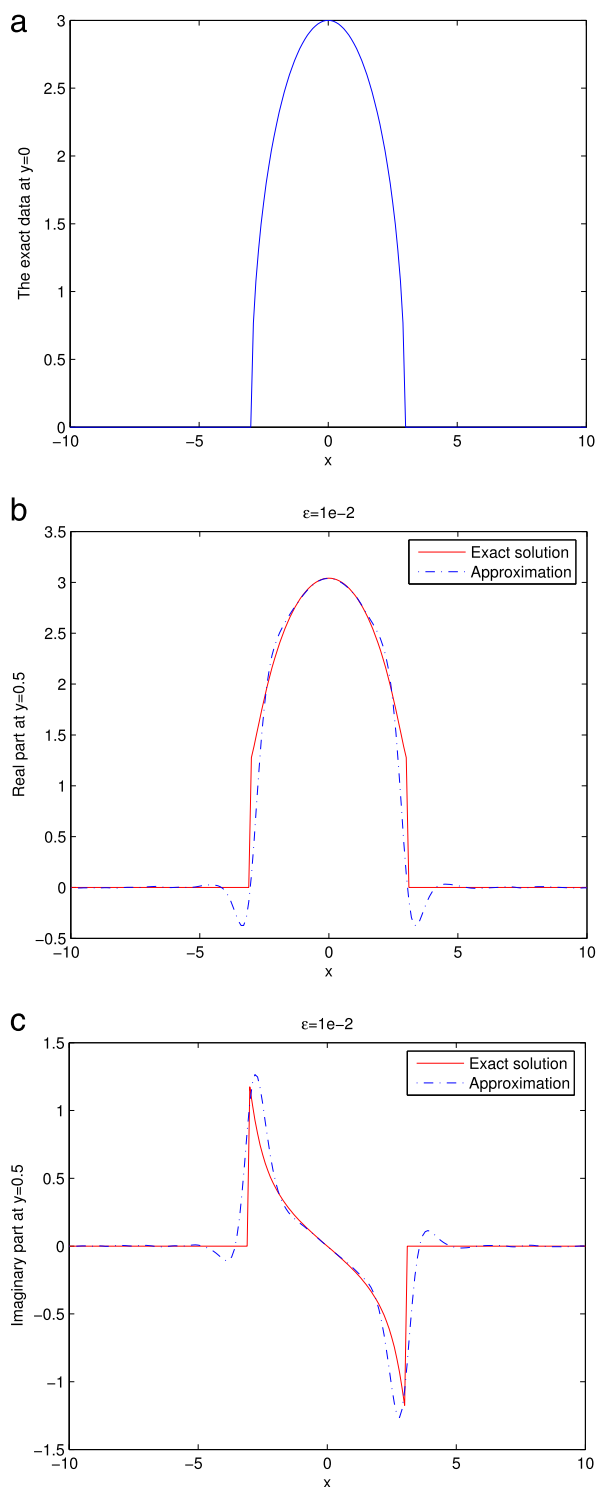 a
3
2.5
2
1.5
1
0.5
0
The exact data at y=0
−10
−5
0
5
10
x
b
ε=1e−2
3.5
3
2.5
2
1.5
1
0.5
0
−0.5
Real part at y=0.5
Exact solution
Approximation
−10
−5
0
5
10
x
c
ε=1e−2
1.5
1
0.5
0
−0.5
−1
−1.5
Imaginary part at y=0.5
Exact solution
Approximation
−10
−5
0
5
10
x